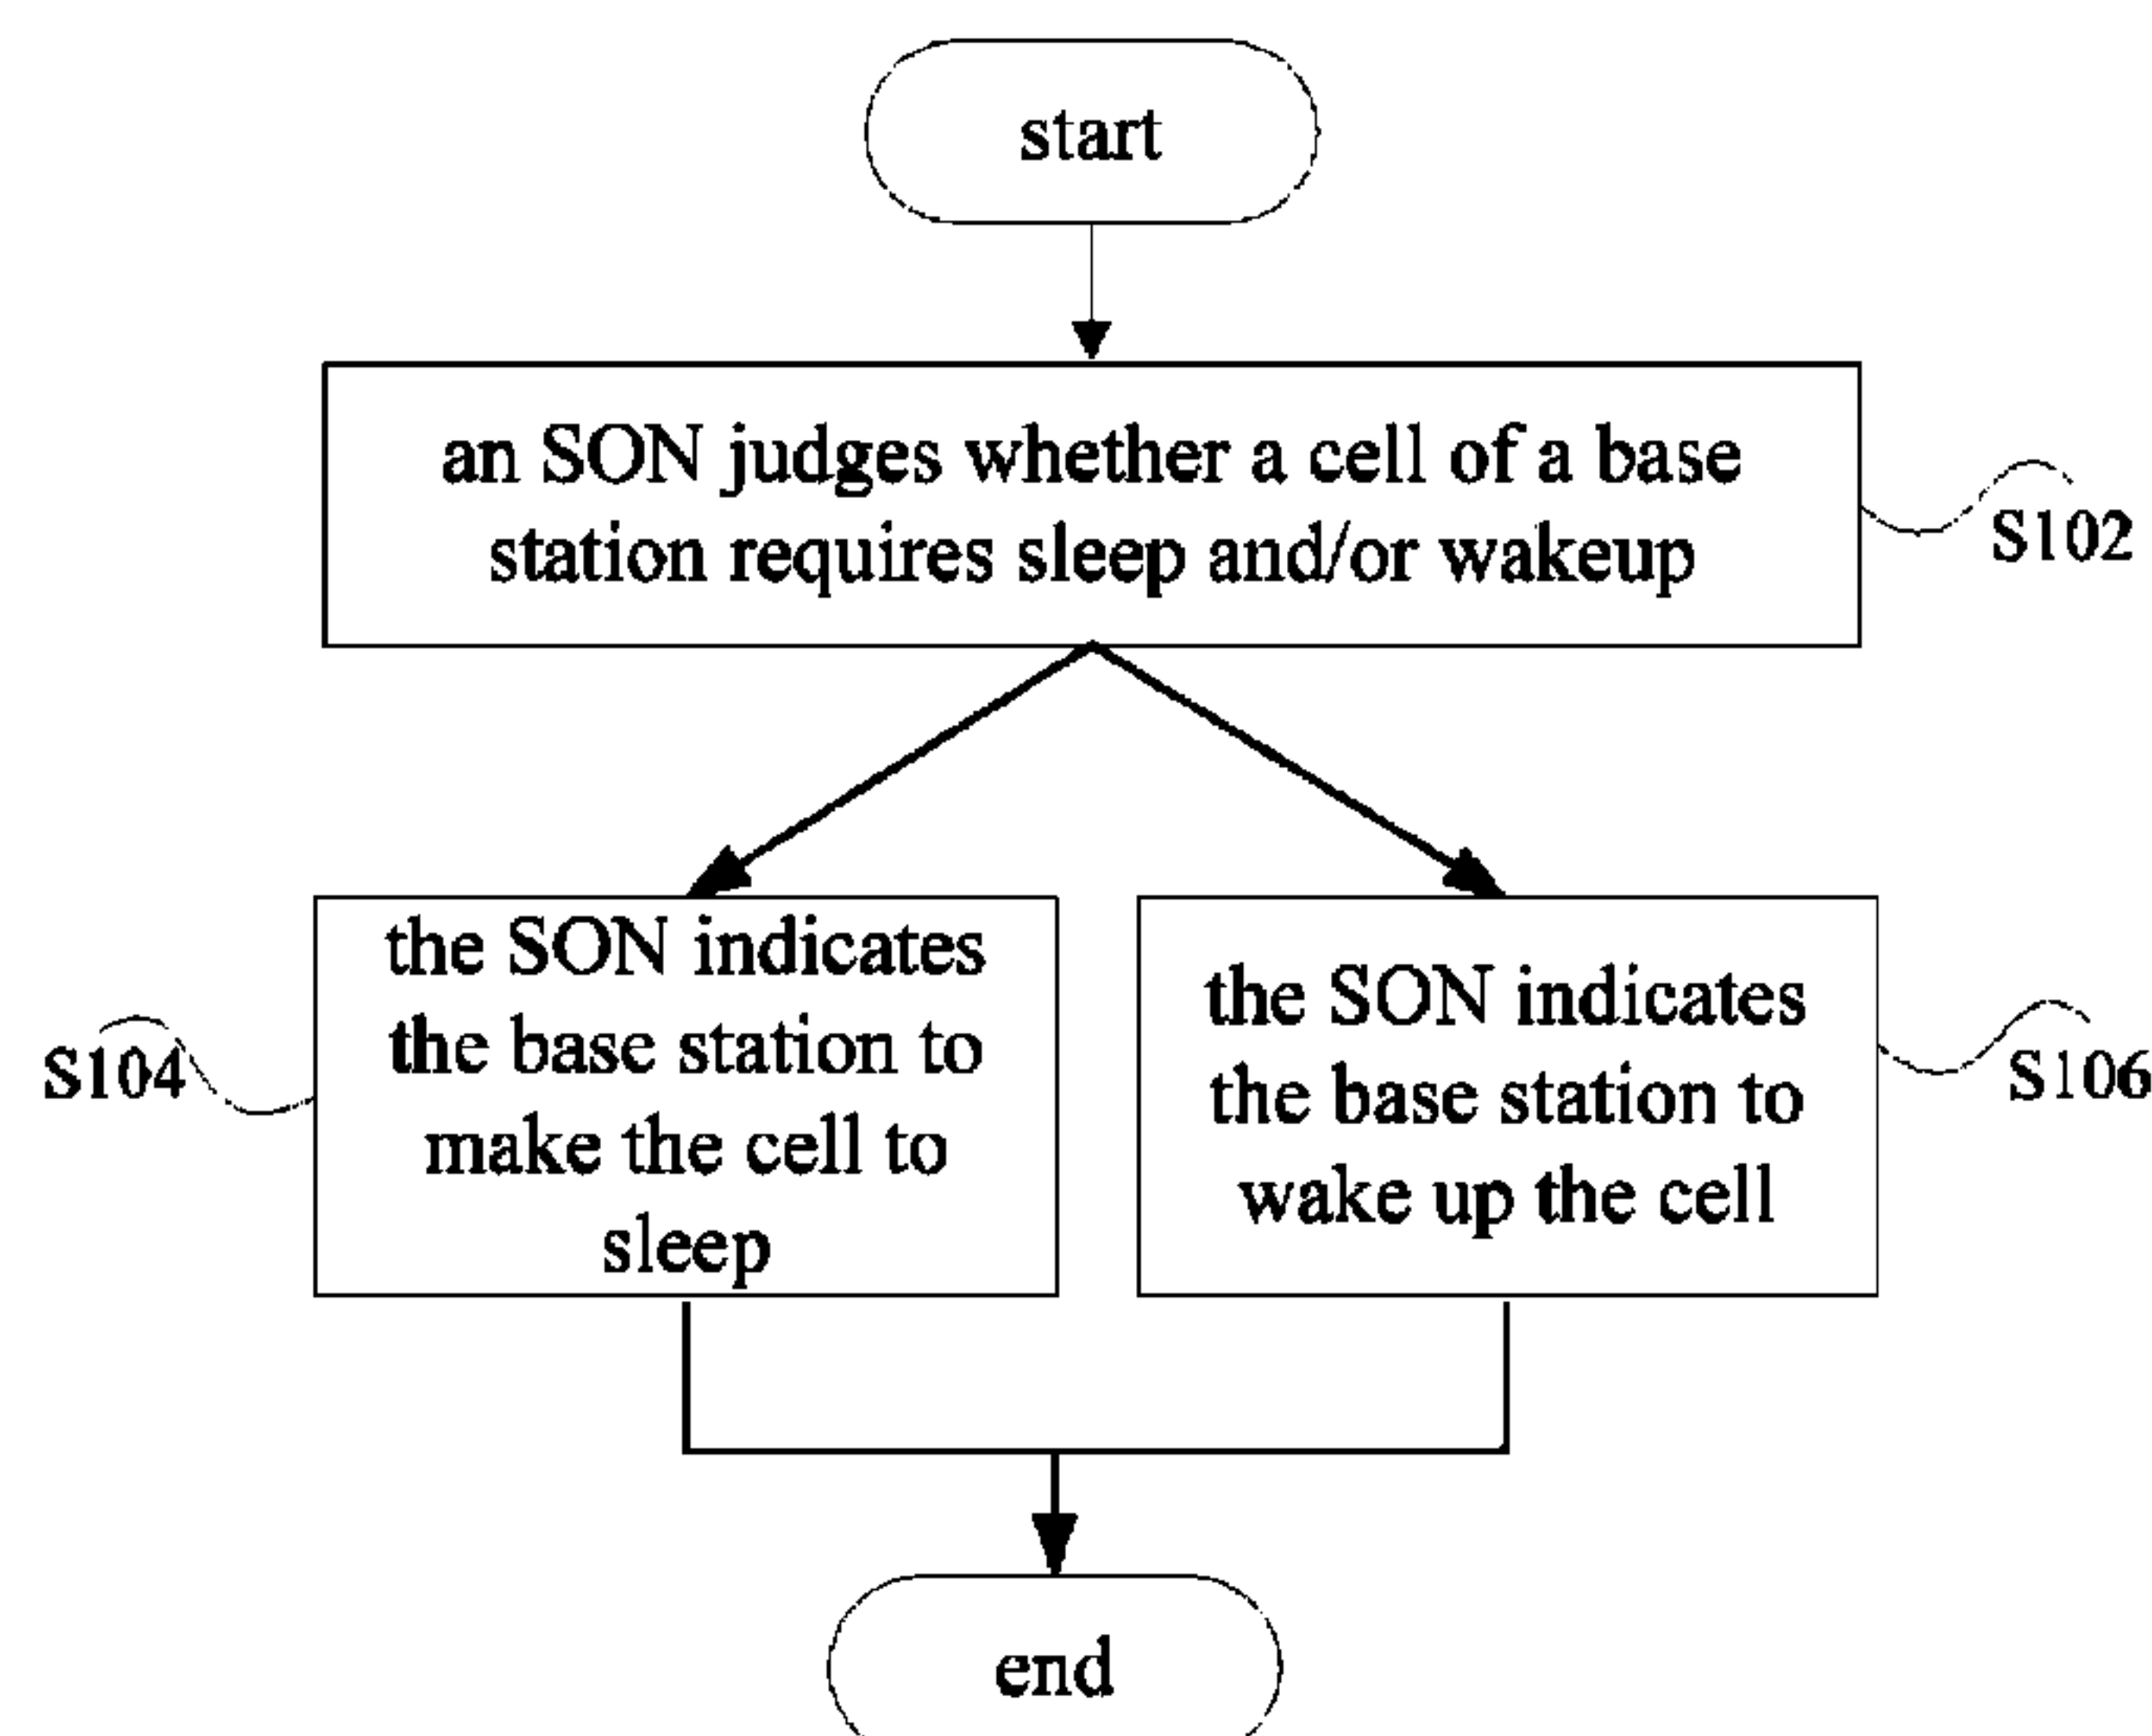 start
an SON judges whether a cell of a base
station requires sleep and/or wakeup
S102
the SON indicates
the base station to
make the cell to
sleep
S104
the SON indicates
the base station to
wake up the cell
S106
end